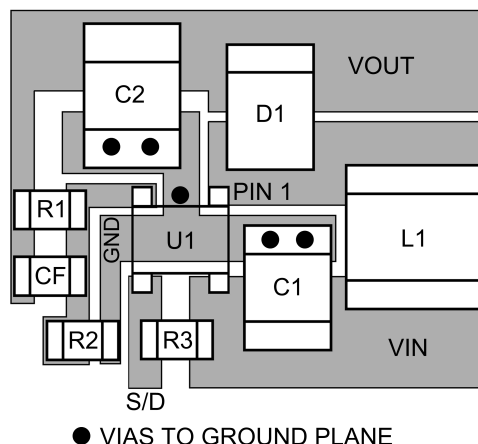 VOUT
C2
D1
R1
PIN 1
GND
U1
L1
CF
C1
R2
R3
VIN
S/D
VIAS TO GROUND PLANE